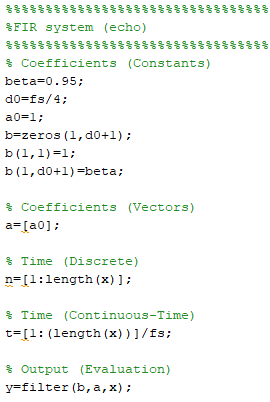 %%%%%%%%%%%%%%%%%%%%%%%%%%%%%%%%%
%FIR system (echo)
%%%%%%%%%%%%%%%%%%%%%%%%%%%%%%%%%
% Coefficients (Constants)
beta=0.95;
d0=fs/4;
a0=1;
b=zeros(1,d0+1);
b(1,1)=1;
b(1,d0+1)=beta;
% Coefficients (Vectors)
a=[a0];
% Time (Discrete)
n=[1:length(x)];
% Time (Continuous-Time)
t=[1:(length(x))]/fs;
% Output (Evaluation)
y=filter(b,a,x);